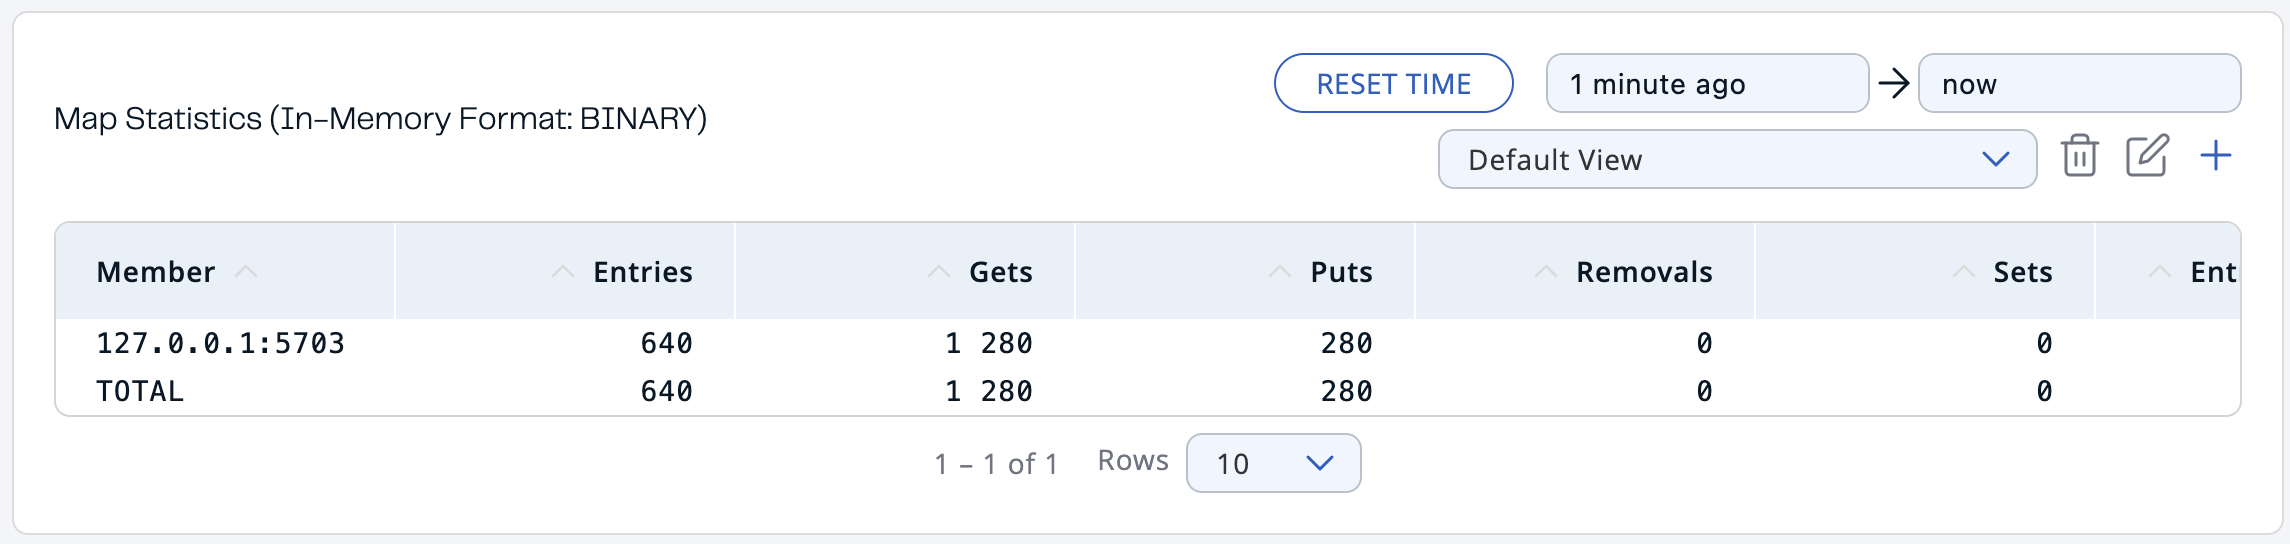 RESET TIME 1 minute ago → now
Map Statistics (In-Memory Format: BINARY)
Default View
Member Entries Gets Puts Removals Sets Ent
127.0.0.1:5703 640 1 280 280 0 0
TOTAL 640 1 280 280 0 0
1 – 1 of 1 Rows 10